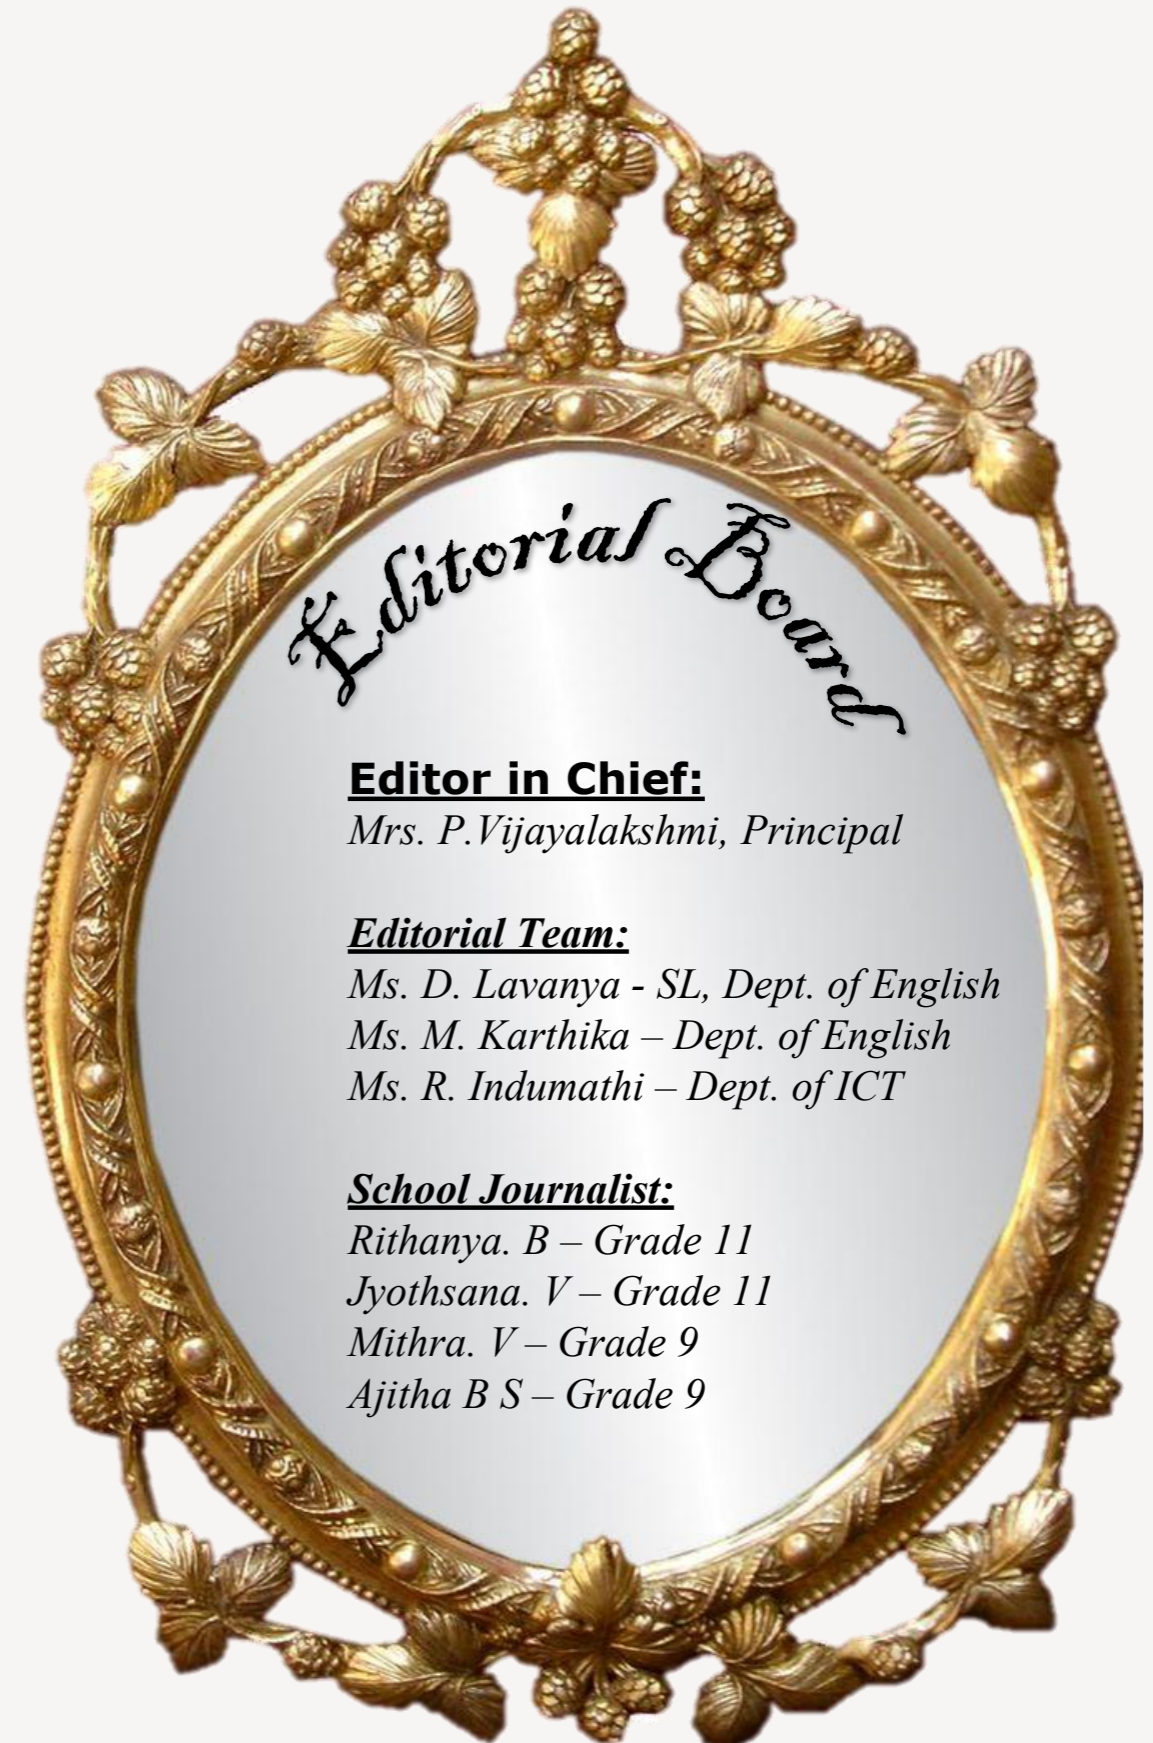 Editorial Board
Editor in Chief:
Mrs. P.Vijayalakshmi, Principal
Editorial Team:
Ms. D. Lavanya - SL, Dept. of English
Ms. M. Karthika – Dept. of English
Ms. R. Indumathi – Dept. of ICT
School Journalist:
Rithanya. B – Grade 11
Jyothsana. V – Grade 11
Mithra. V – Grade 9
Ajitha B S – Grade 9